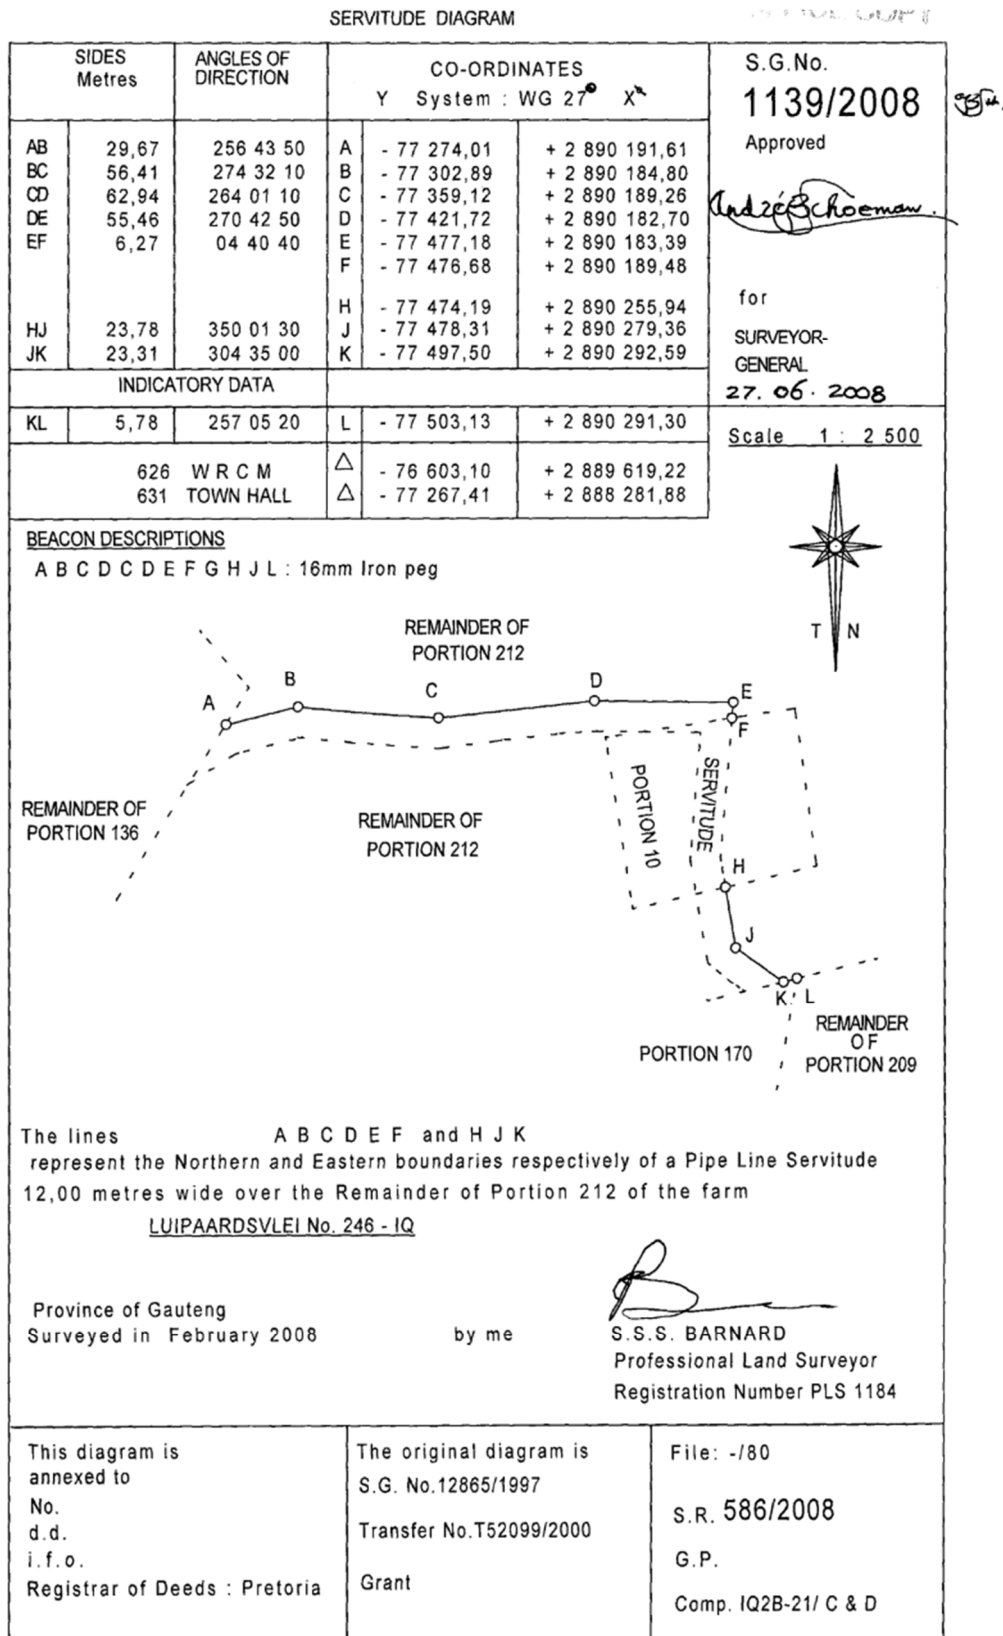 SERVITUDE DIAGRAM
COPY
SIDES Metres
ANGLES OF DIRECTION
CO-ORDINATES
Y System : WG 27° X
S.G.No.
1139/2008
Approved
AB 29,67 256 43 50 A - 77 274,01 + 2 890 191,61
BC 56,41 274 32 10 B - 77 302,89 + 2 890 184,80
CD 62,94 264 01 10 C - 77 359,12 + 2 890 189,26
DE 55,46 270 42 50 D - 77 421,72 + 2 890 182,70
EF 6,27 04 40 40 E - 77 477,18 + 2 890 183,39
F - 77 476,68 + 2 890 189,48
H - 77 474,19 + 2 890 255,94
HJ 23,78 350 01 30 J - 77 478,31 + 2 890 279,36
JK 23,31 304 35 00 K - 77 497,50 + 2 890 292,59
André Schoeman
for
SURVEYOR-
GENERAL
27. 06. 2008
INDICATORY DATA
KL 5,78 257 05 20 L - 77 503,13 + 2 890 291,30
626 W R C M △ - 76 603,10 + 2 889 619,22
631 TOWN HALL △ - 77 267,41 + 2 888 281,88
Scale 1 : 2 500
BEACON DESCRIPTIONS
A B C D C D E F G H J L : 16mm Iron peg
T N
REMAINDER OF
PORTION 212
A B C D E
F
SERVITUDE
PORTION 10
REMAINDER OF
PORTION 136
REMAINDER OF
PORTION 212
H
J
K L
PORTION 170
REMAINDER
OF
PORTION 209
The lines A B C D E F and H J K
represent the Northern and Eastern boundaries respectively of a Pipe Line Servitude
12,00 metres wide over the Remainder of Portion 212 of the farm
LUIPAARDSVLEI No. 246 - IQ
Province of Gauteng
Surveyed in February 2008 by me
S.S.S. BARNARD
Professional Land Surveyor
Registration Number PLS 1184
This diagram is
annexed to
No.
d.d.
i.f.o.
Registrar of Deeds : Pretoria
The original diagram is
S.G. No.12865/1997
Transfer No.T52099/2000
Grant
File: -/80
S.R. 586/2008
G.P.
Comp. IQ2B-21/ C & D